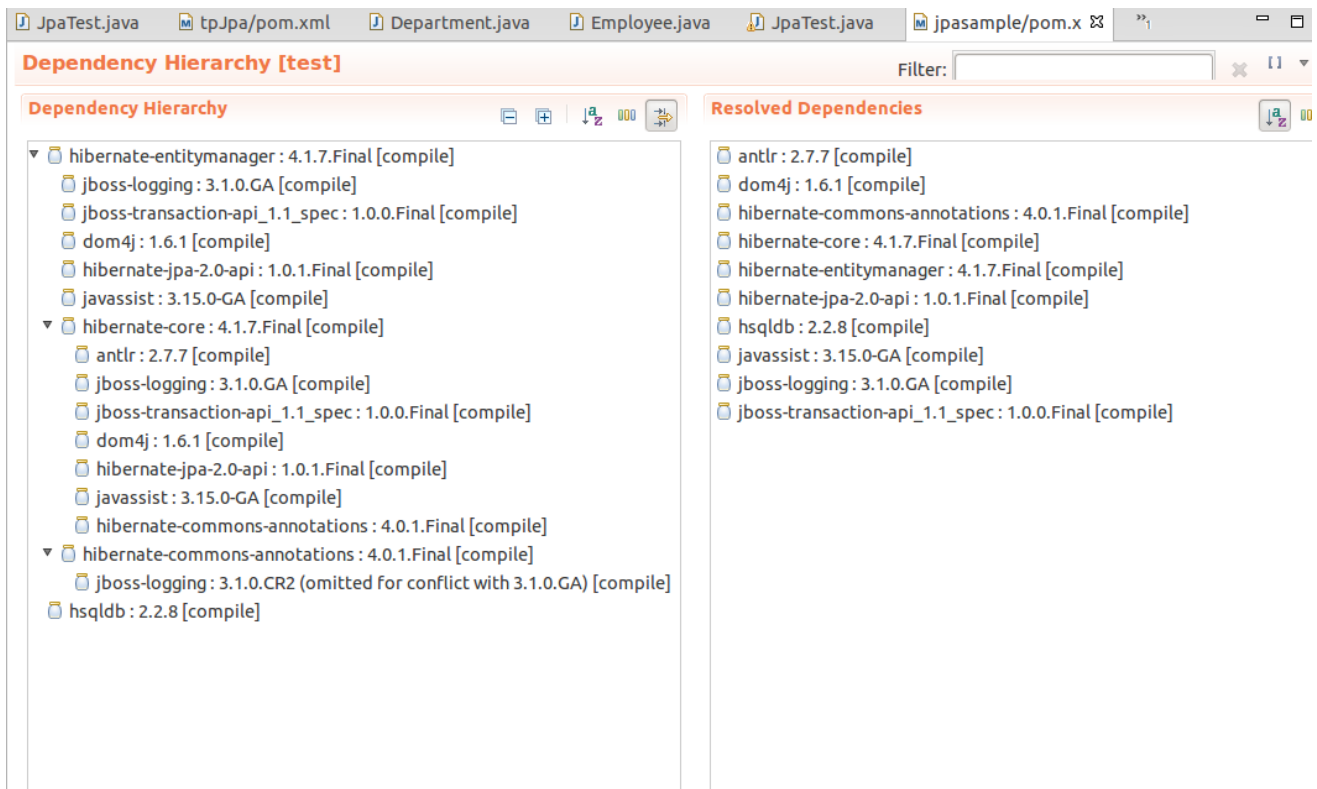 JpaTest.java tpJpa/pom.xml Department.java Employee.java JpaTest.java jpasample/pom.x »1
Dependency Hierarchy [test]
Filter:
Dependency Hierarchy
hibernate-entitymanager : 4.1.7.Final [compile]
jboss-logging : 3.1.0.GA [compile]
jboss-transaction-api_1.1_spec : 1.0.0.Final [compile]
dom4j : 1.6.1 [compile]
hibernate-jpa-2.0-api : 1.0.1.Final [compile]
javassist : 3.15.0-GA [compile]
hibernate-core : 4.1.7.Final [compile]
antlr : 2.7.7 [compile]
jboss-logging : 3.1.0.GA [compile]
jboss-transaction-api_1.1_spec : 1.0.0.Final [compile]
dom4j : 1.6.1 [compile]
hibernate-jpa-2.0-api : 1.0.1.Final [compile]
javassist : 3.15.0-GA [compile]
hibernate-commons-annotations : 4.0.1.Final [compile]
hibernate-commons-annotations : 4.0.1.Final [compile]
jboss-logging : 3.1.0.CR2 (omitted for conflict with 3.1.0.GA) [compile]
hsqldb : 2.2.8 [compile]
Resolved Dependencies
antlr : 2.7.7 [compile]
dom4j : 1.6.1 [compile]
hibernate-commons-annotations : 4.0.1.Final [compile]
hibernate-core : 4.1.7.Final [compile]
hibernate-entitymanager : 4.1.7.Final [compile]
hibernate-jpa-2.0-api : 1.0.1.Final [compile]
hsqldb : 2.2.8 [compile]
javassist : 3.15.0-GA [compile]
jboss-logging : 3.1.0.GA [compile]
jboss-transaction-api_1.1_spec : 1.0.0.Final [compile]